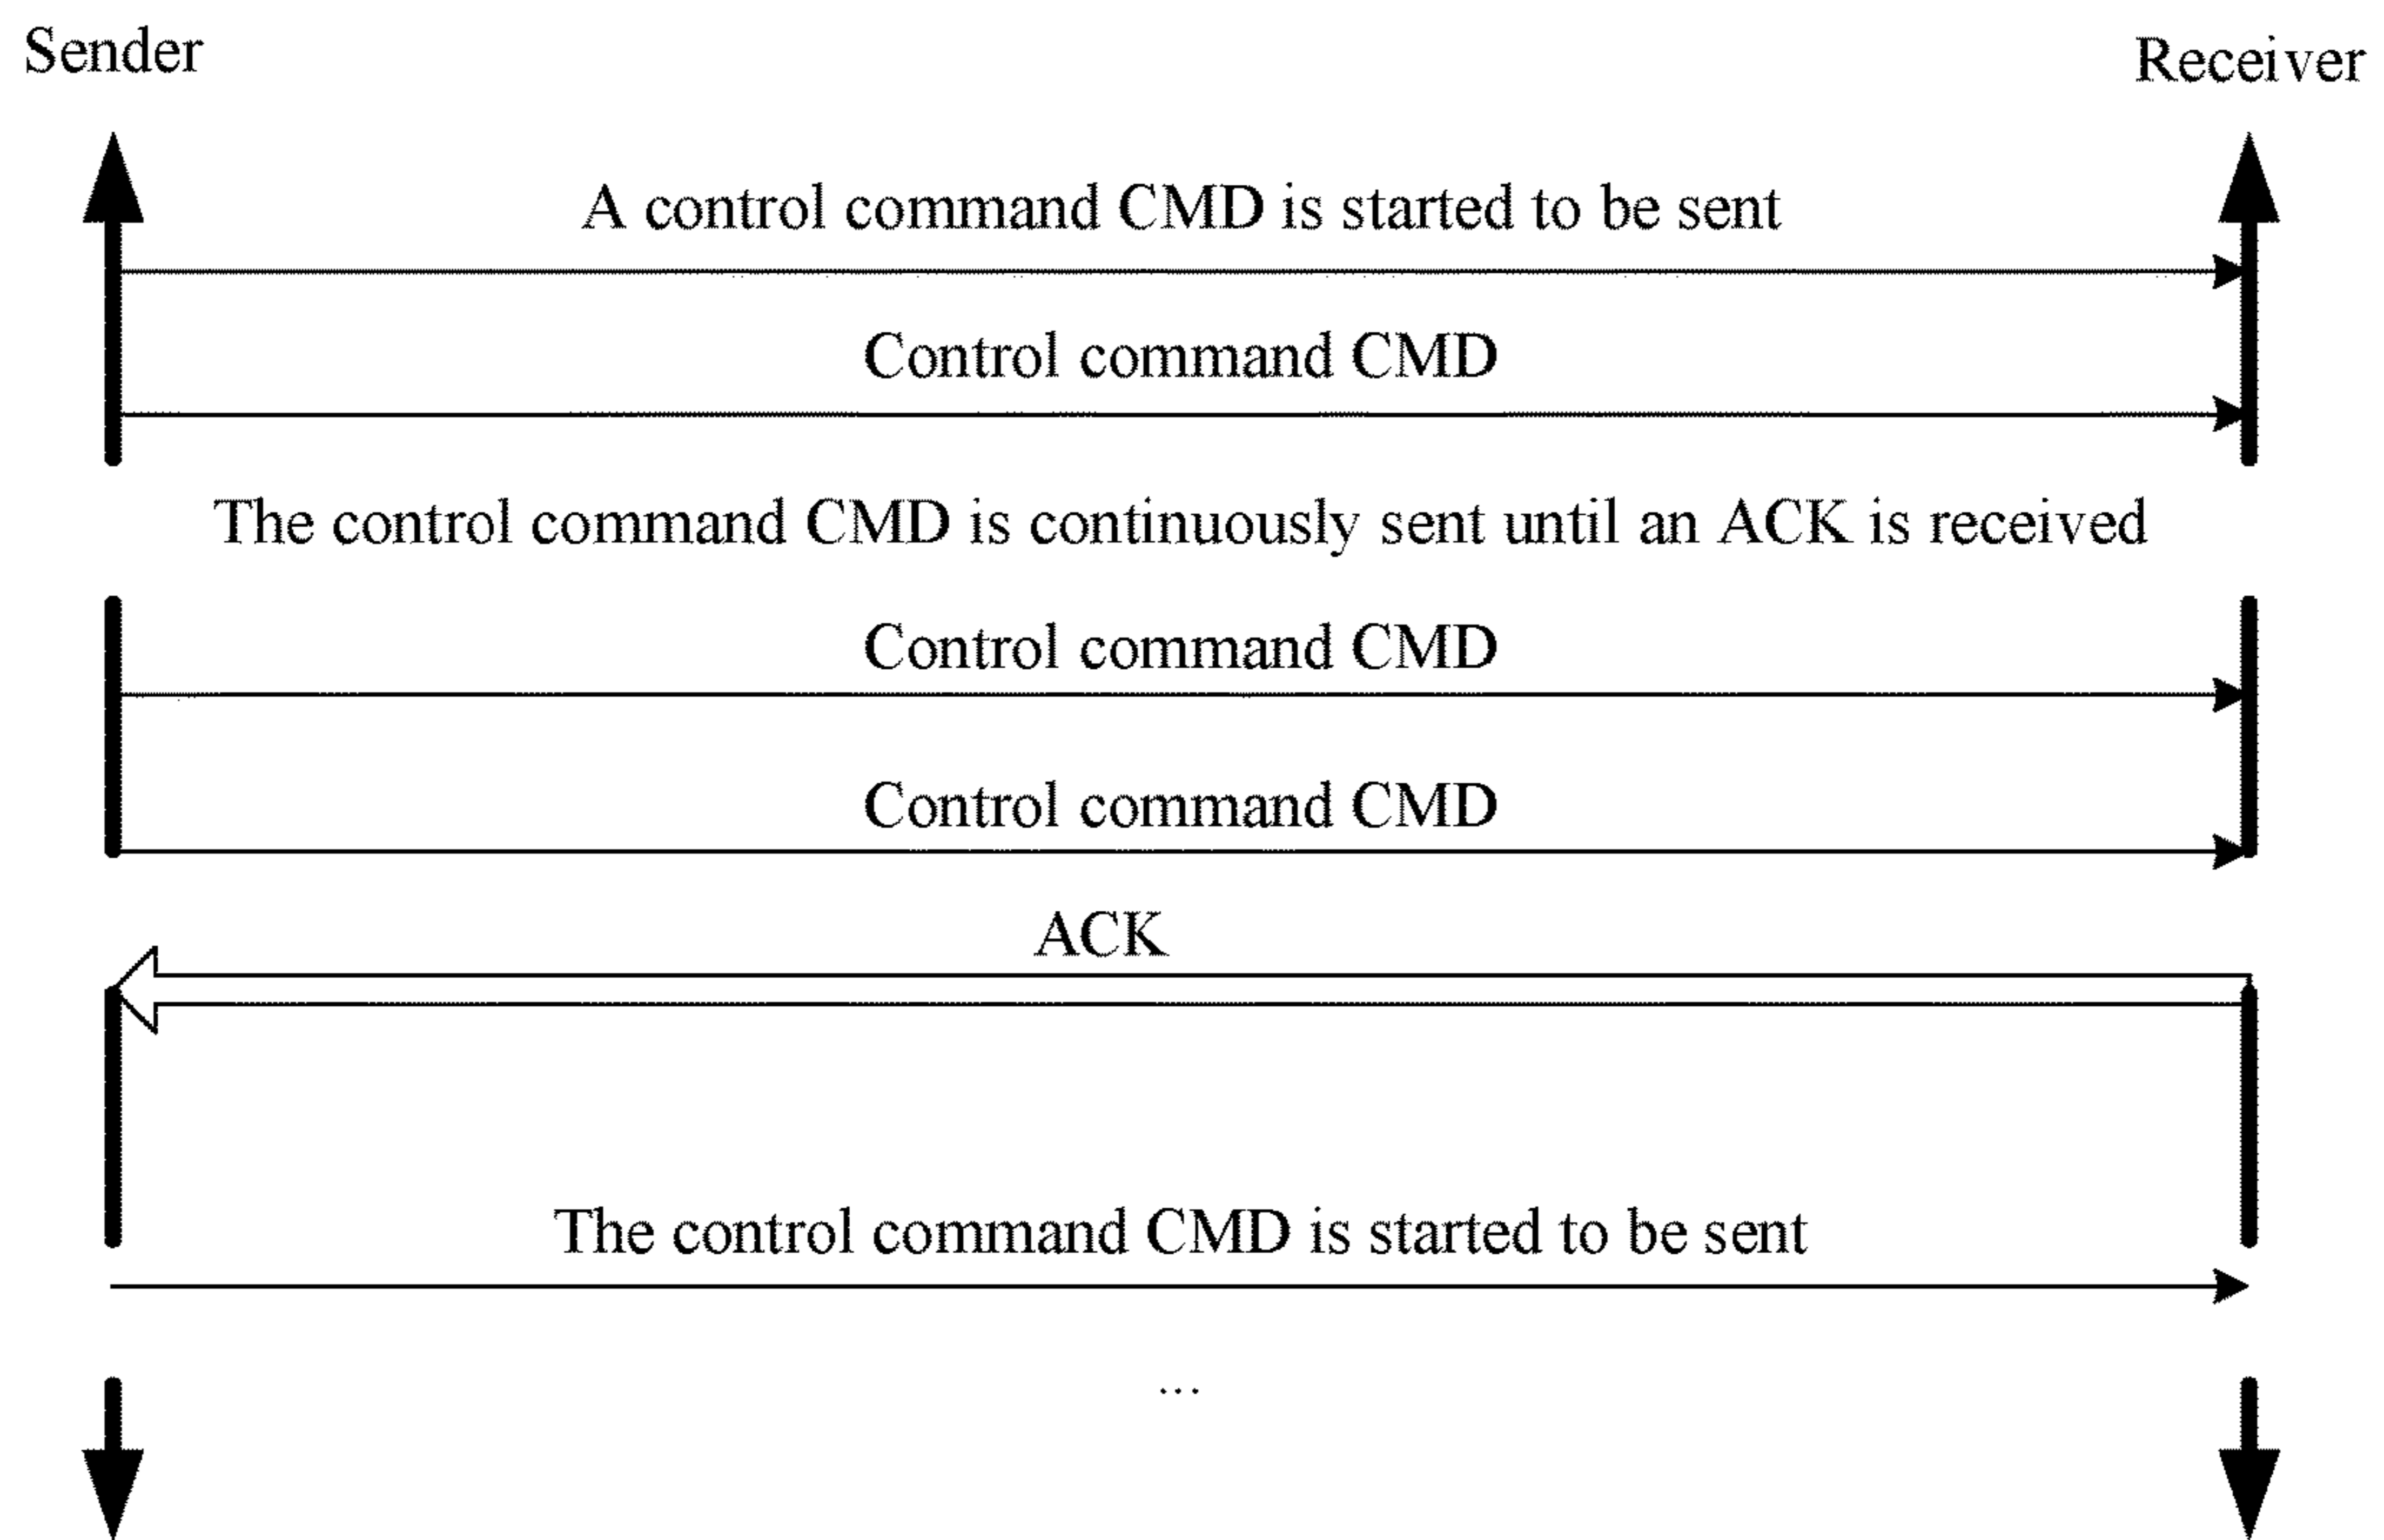 Sender
Receiver
A control command CMD is started to be sent
Control command CMD
The control command CMD is continuously sent until an ACK is received
Control command CMD
Control command CMD
ACK
The control command CMD is started to be sent
...